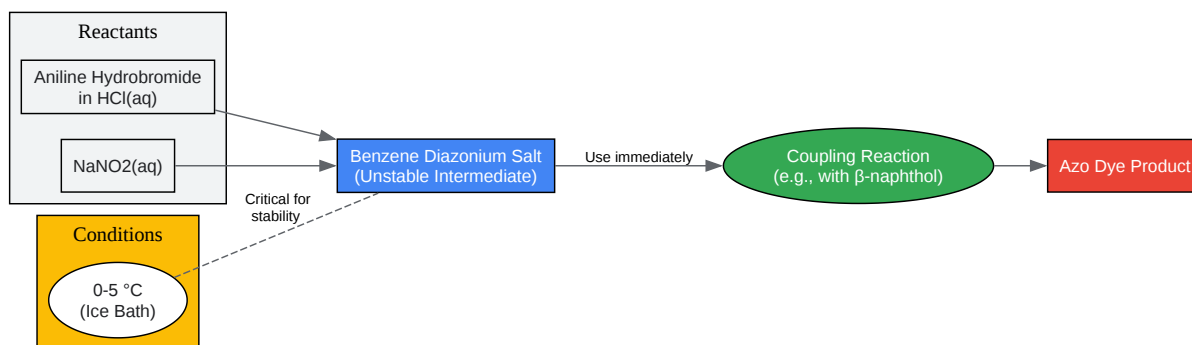 Reactants
Aniline Hydrobromide
in HCl(aq)
NaNO2(aq)
Benzene Diazonium Salt
(Unstable Intermediate)
Use immediately
Coupling Reaction
(e.g., with β-naphthol)
Azo Dye Product
Critical for
stability
Conditions
0-5 °C
(Ice Bath)